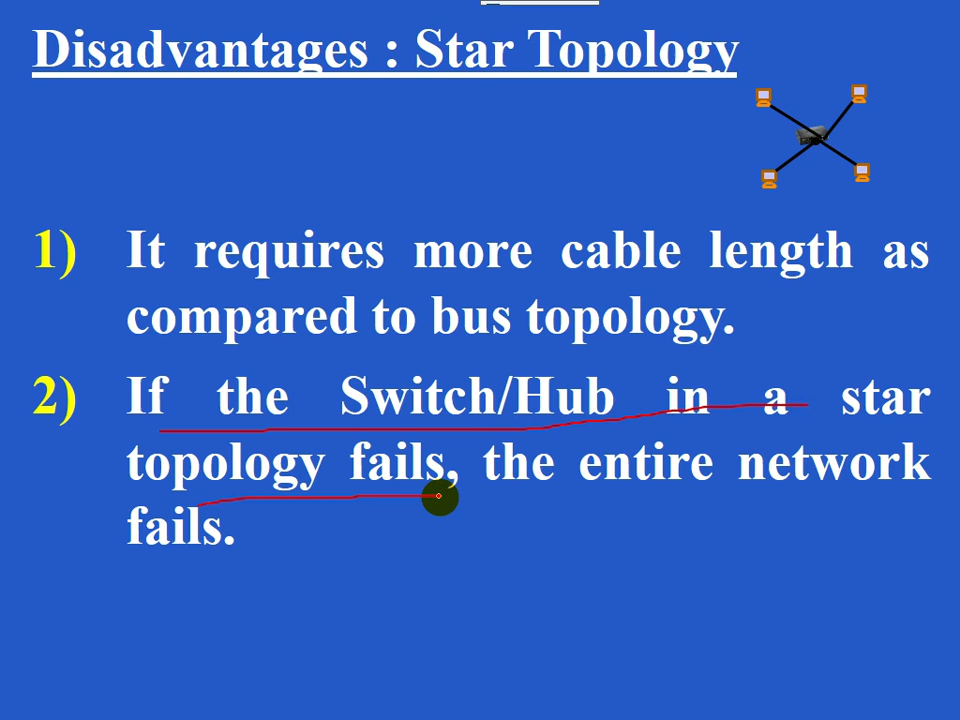 Disadvantages : Star Topology
1) It requires more cable length as
compared to bus topology.
2) If the Switch/Hub in a star
topology fails, the entire network
fails.